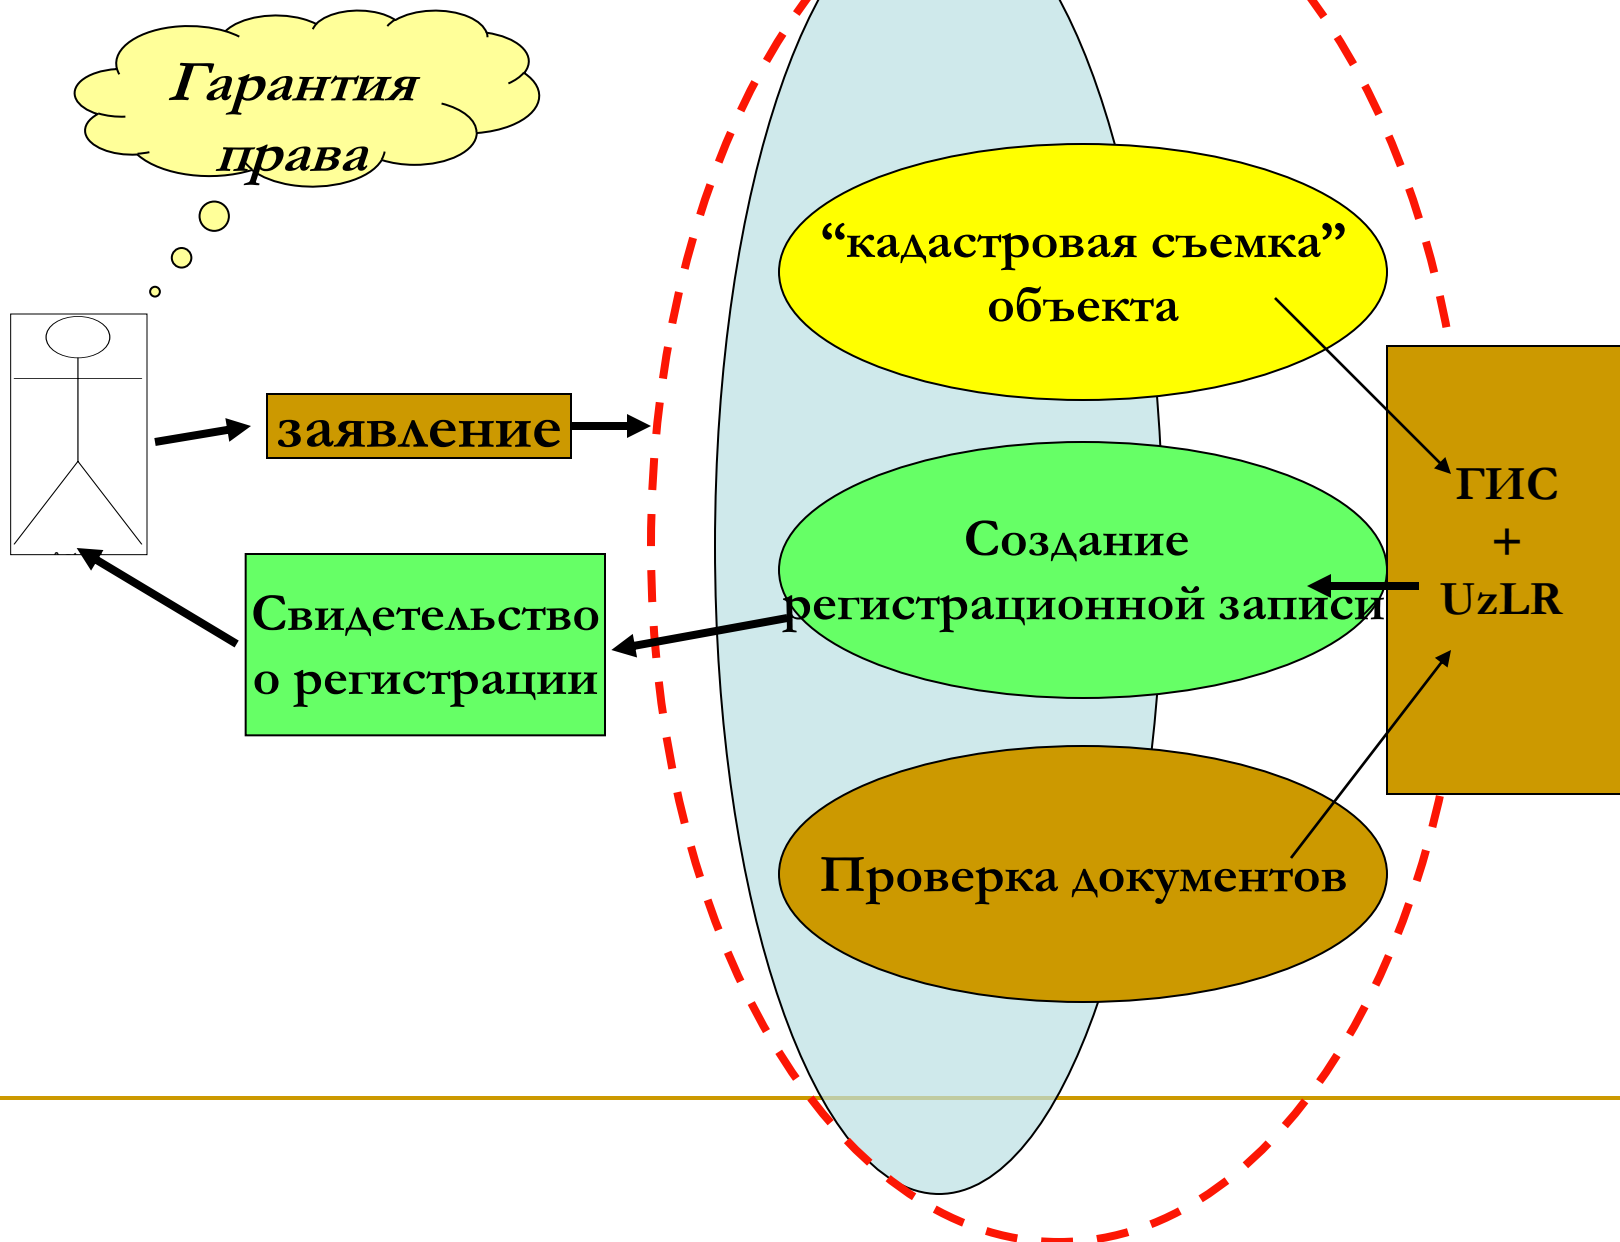 Гарантия
права
“кадастровая съемка”
объекта
заявление
ГИС
+
UzLR
Создание
регистрационной записи
Свидетельство
о регистрации
Проверка документов